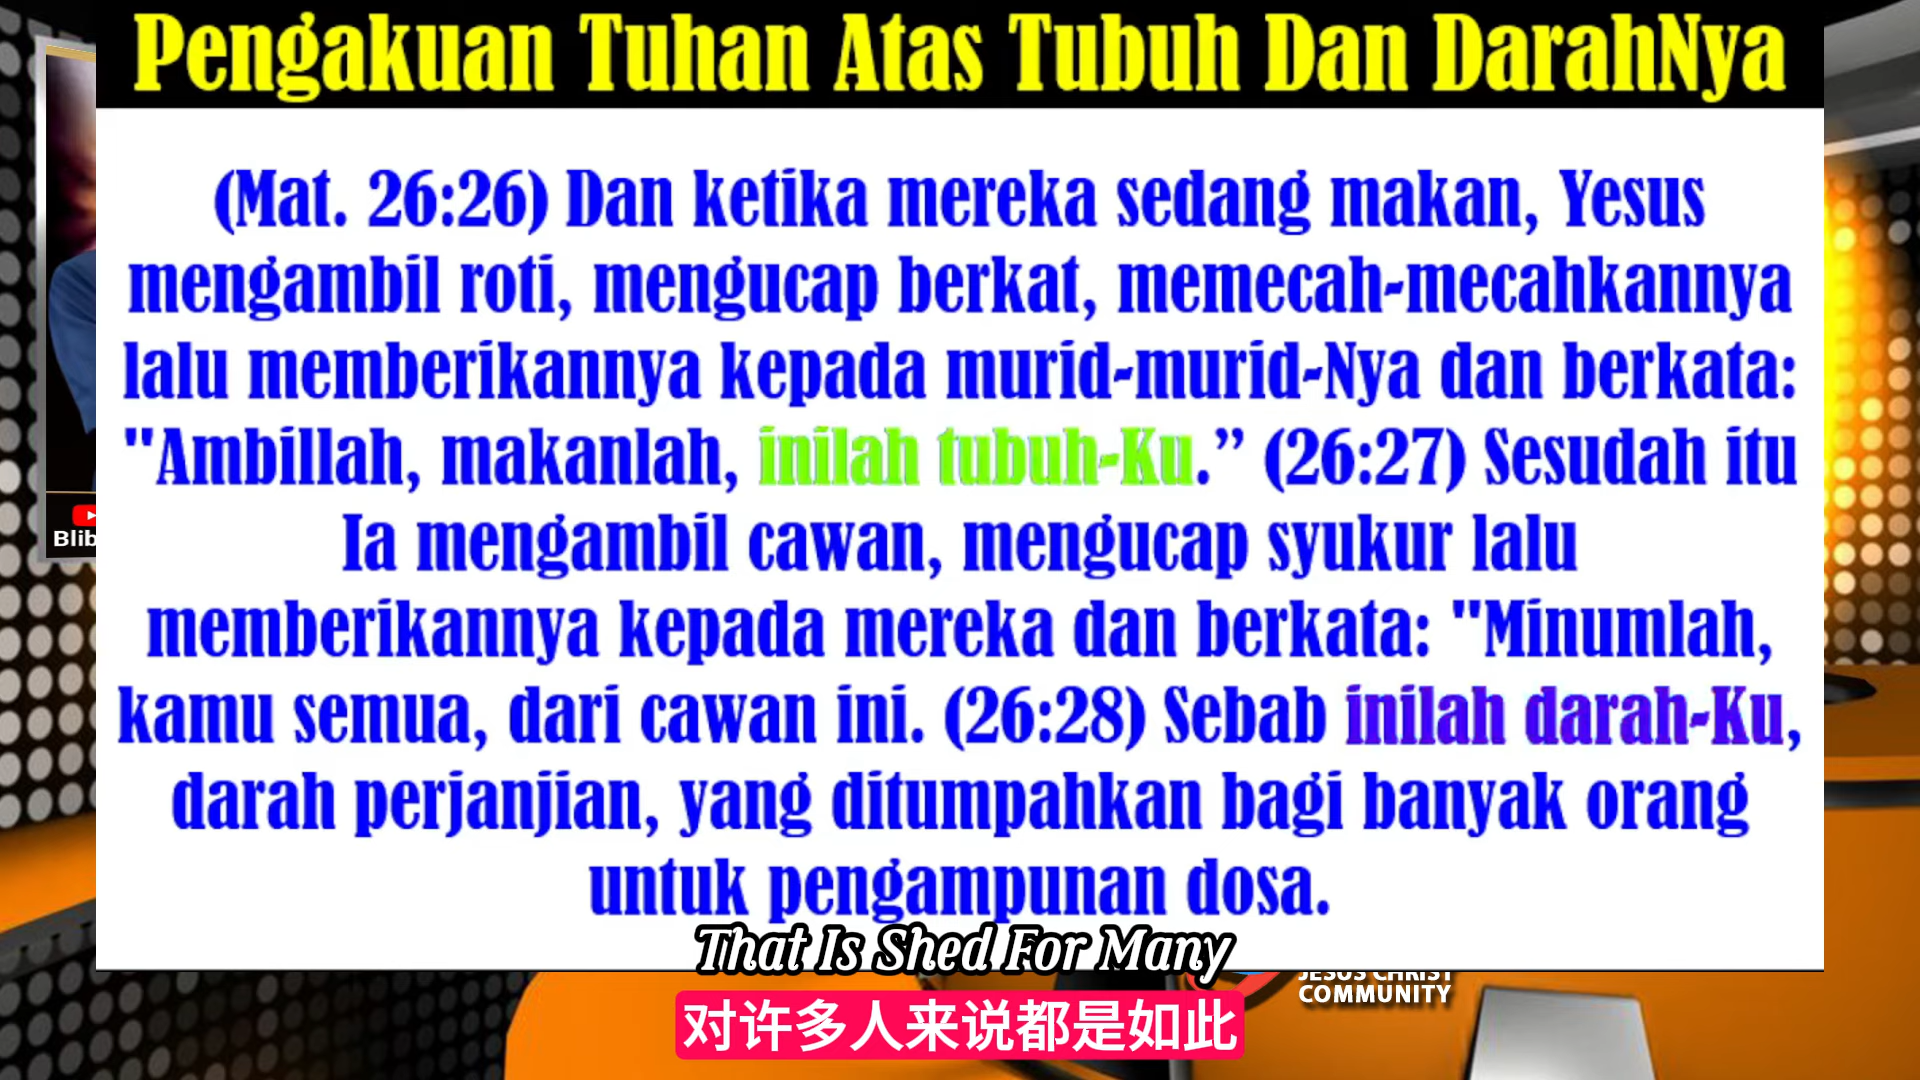 Pengakuan Tuhan Atas Tubuh Dan DarahNya
(Mat. 26:26) Dan ketika mereka sedang makan, Yesus
mengambil roti, mengucap berkat, memecah-mecahkannya
lalu memberikannya kepada murid-murid-Nya dan berkata:
"Ambillah, makanlah, inilah tubuh-Ku.” (26:27) Sesudah itu
Ia mengambil cawan, mengucap syukur lalu
memberikannya kepada mereka dan berkata: "Minumlah,
kamu semua, dari cawan ini. (26:28) Sebab inilah darah-Ku,
darah perjanjian, yang ditumpahkan bagi banyak orang
untuk pengampunan dosa.
Blib
That Is Shed For Many
JESUS CHRIST
COMMUNITY
对许多人来说都是如此